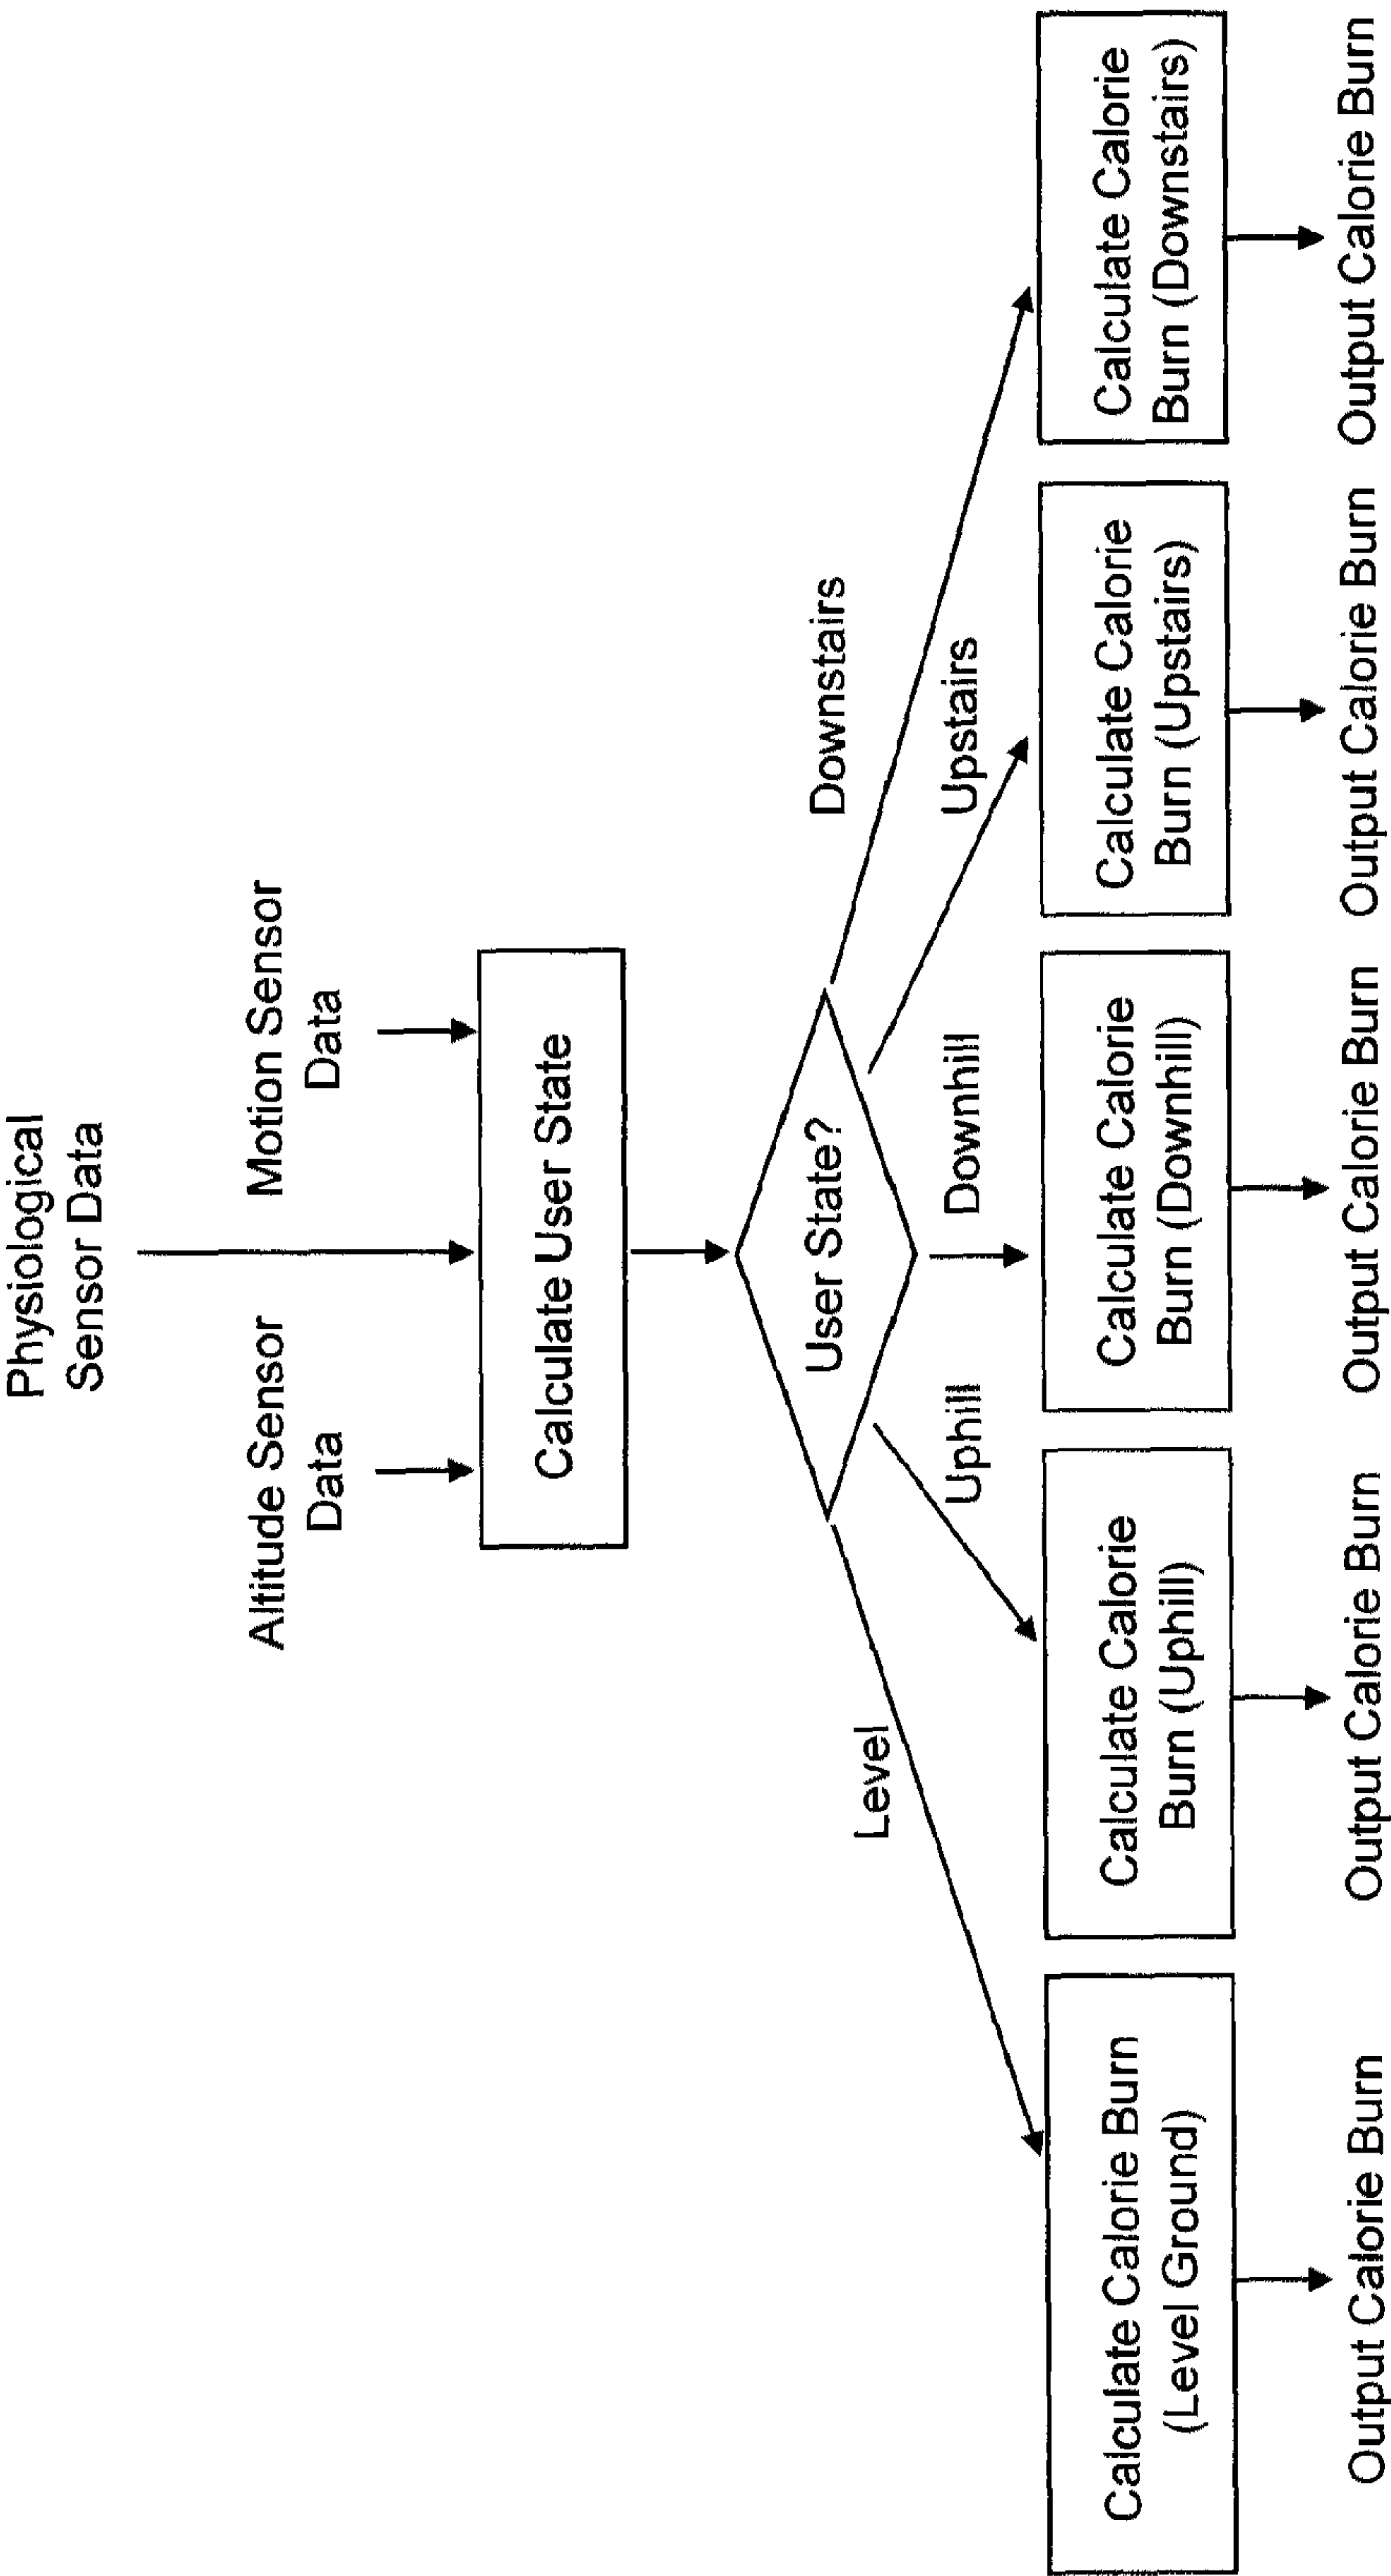 Physiological
Sensor Data
Altitude Sensor
Data
Motion Sensor
Data
Calculate User State
User State?
Level
Uphill
Downhill
Upstairs
Downstairs
Calculate Calorie Burn
(Level Ground)
Calculate Calorie
Burn (Uphill)
Calculate Calorie
Burn (Downhill)
Calculate Calorie
Burn (Upstairs)
Calculate Calorie
Burn (Downstairs)
Output Calorie Burn
Output Calorie Burn
Output Calorie Burn
Output Calorie Burn
Output Calorie Burn